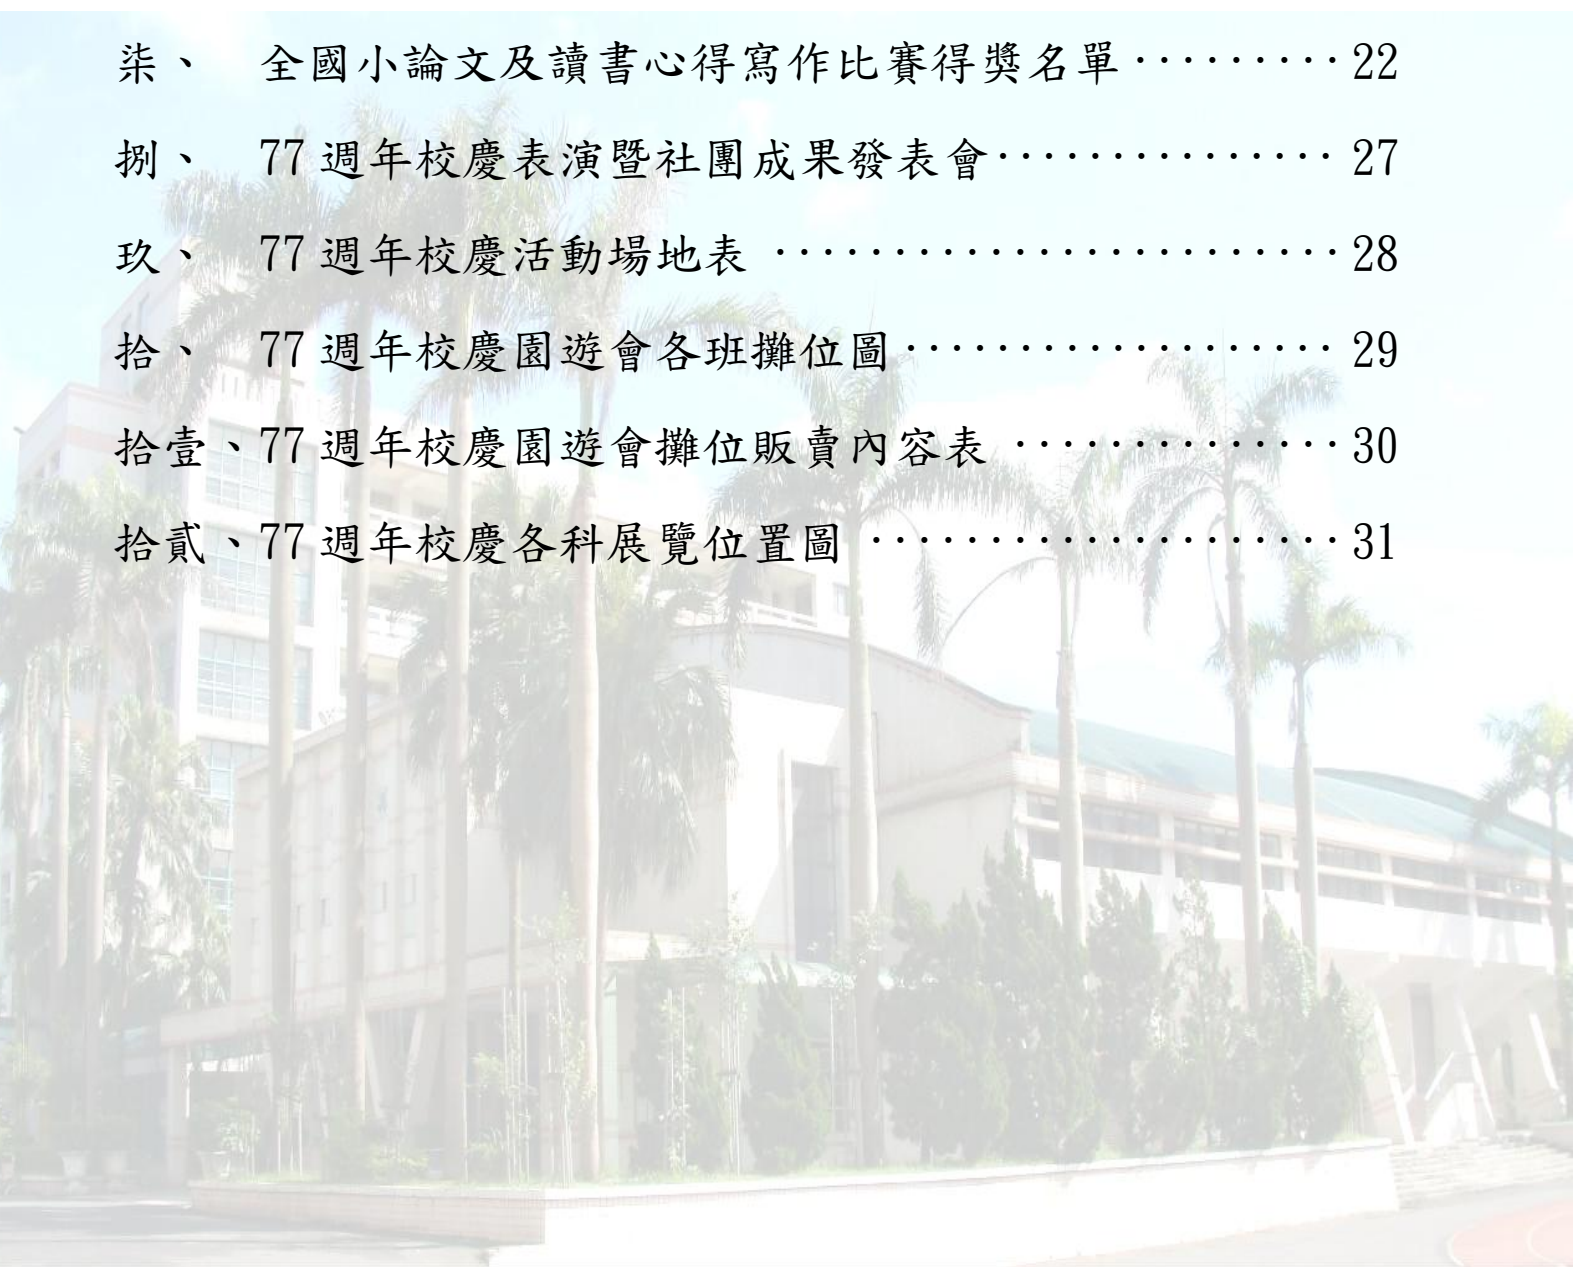 柒、 全國小論文及讀書心得寫作比賽得獎名單‧‧‧‧‧‧‧‧‧22
捌、 77 週年校慶表演暨社團成果發表會‧‧‧‧‧‧‧‧‧‧‧‧‧‧‧ 27
玖、 77 週年校慶活動場地表 ‧‧‧‧‧‧‧‧‧‧‧‧‧‧‧‧‧‧‧‧‧‧‧‧28
拾、 77 週年校慶園遊會各班攤位圖‧‧‧‧‧‧‧‧‧‧‧‧‧‧‧‧‧‧‧ 29
拾壹、77 週年校慶園遊會攤位販賣內容表 ‧‧‧‧‧‧‧‧‧‧‧‧‧‧30
拾貳、77 週年校慶各科展覽位置圖 ‧‧‧‧‧‧‧‧‧‧‧‧‧‧‧‧‧‧‧‧31